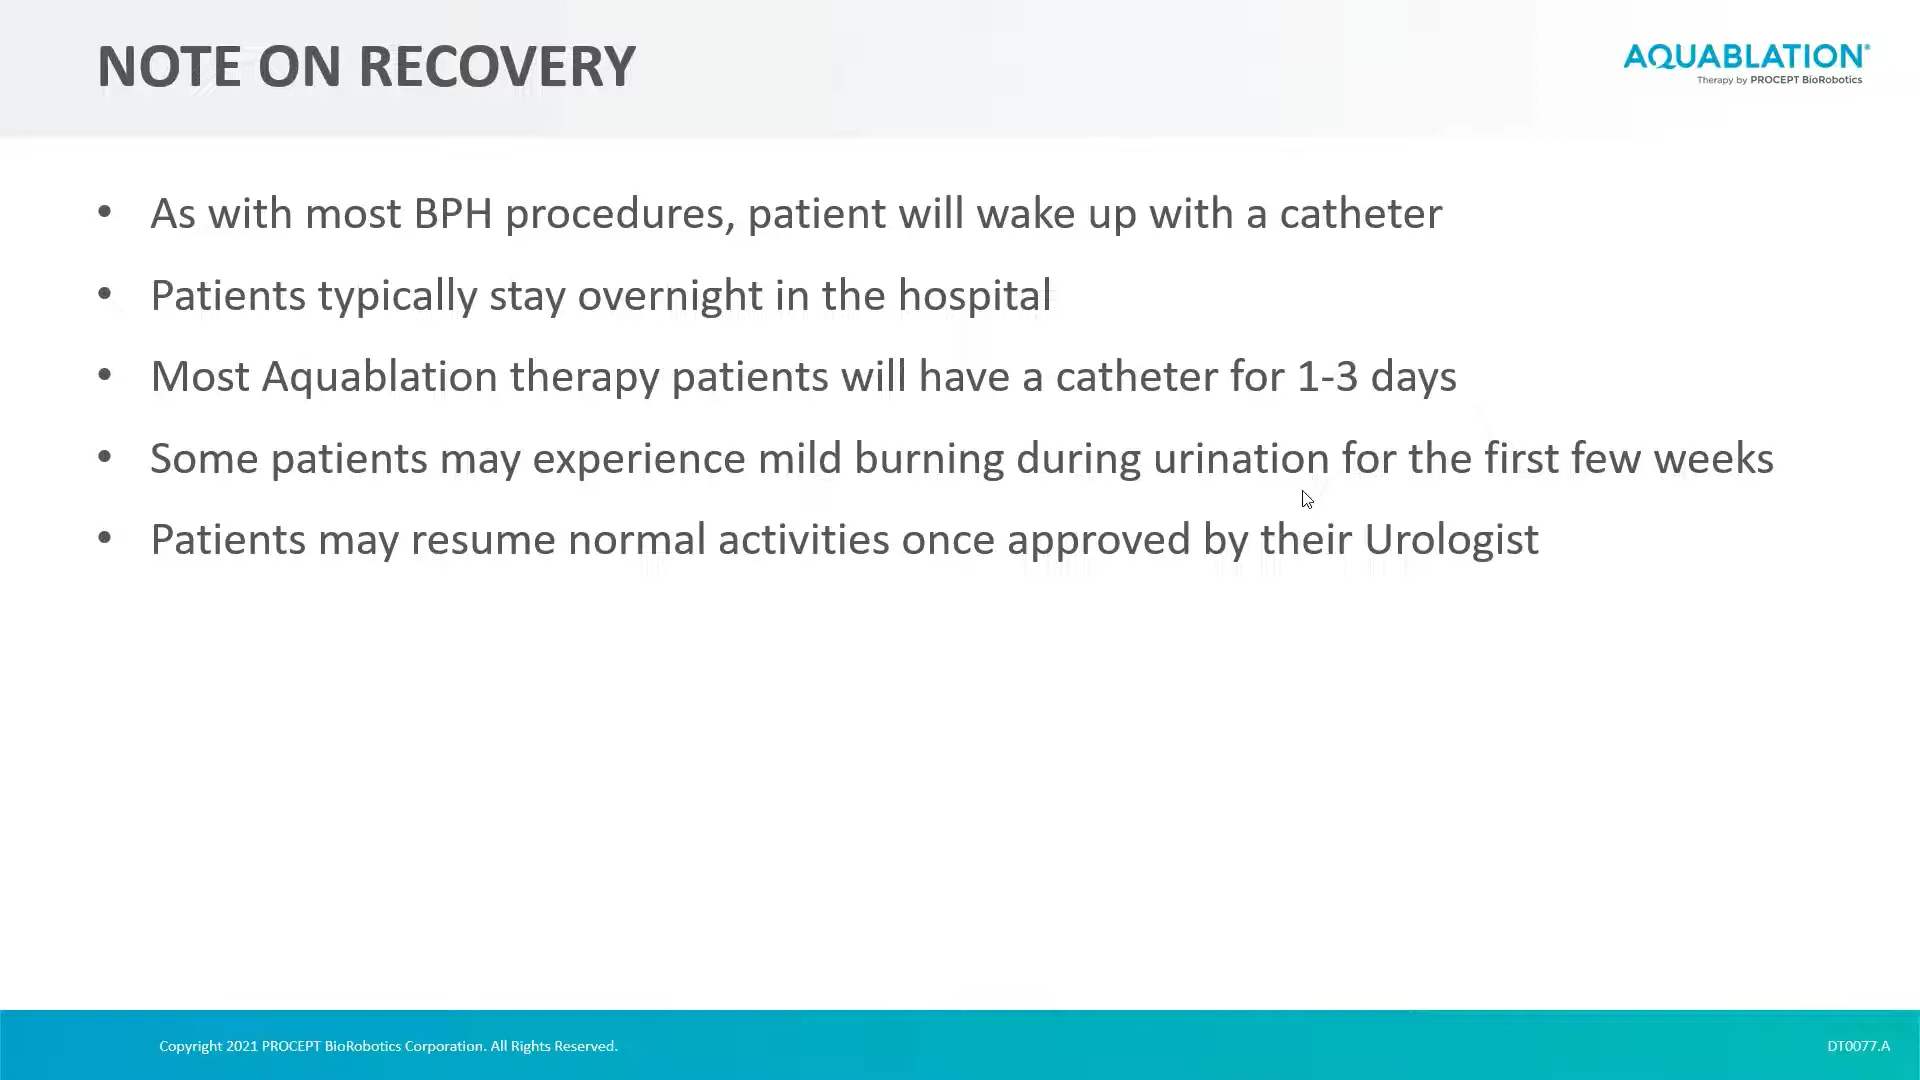 NOTE ON RECOVERY
AQUABLATION®
Therapy by PROCEPT BioRobotics
• As with most BPH procedures, patient will wake up with a catheter
• Patients typically stay overnight in the hospital
• Most Aquablation therapy patients will have a catheter for 1-3 days
• Some patients may experience mild burning during urination for the first few weeks
• Patients may resume normal activities once approved by their Urologist
Copyright 2021 PROCEPT BioRobotics Corporation. All Rights Reserved.
DT0077.A